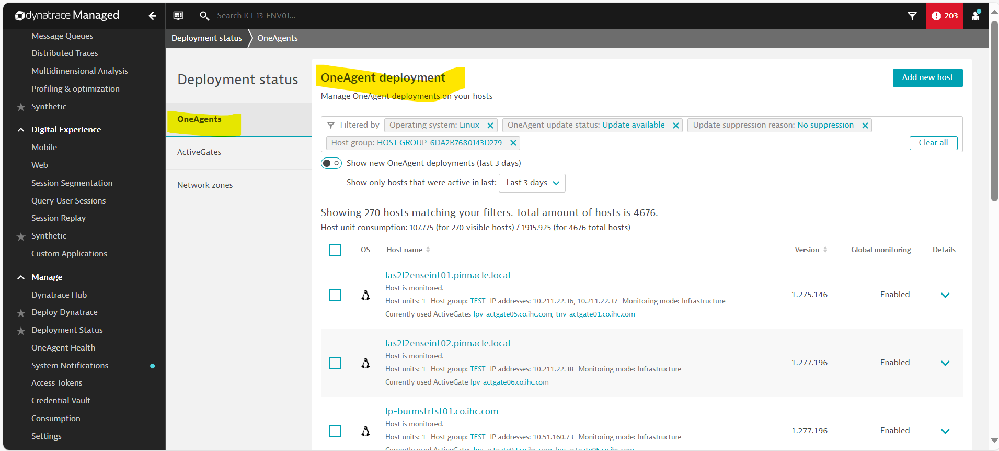 dynatrace Managed
Search ICI-13_ENV01...
203
Deployment status
OneAgents
Message Queues
Distributed Traces
Multidimensional Analysis
Profiling & optimization
Synthetic
Digital Experience
Mobile
Web
Session Segmentation
Query User Sessions
Session Replay
Synthetic
Custom Applications
Manage
Dynatrace Hub
Deploy Dynatrace
Deployment Status
OneAgent Health
System Notifications
Access Tokens
Credential Vault
Consumption
Settings
Deployment status
OneAgents
ActiveGates
Network zones
OneAgent deployment
Add new host
Manage OneAgent deployments on your hosts
Filtered by Operating system: Linux OneAgent update status: Update available Update suppression reason: No suppression
Host group: HOST_GROUP-6DA2B7680143D279
Clear all
Show new OneAgent deployments (last 3 days)
Show only hosts that were active in last: Last 3 days
Showing 270 hosts matching your filters. Total amount of hosts is 4676.
Host unit consumption: 107.775 (for 270 visible hosts) / 1915.925 (for 4676 total hosts)
OS Host name Version Global monitoring Details
las2l2enseint01.pinnacle.local
Host is monitored.
1.275.146 Enabled
Host units: 1 Host group: TEST IP addresses: 10.211.22.36, 10.211.22.37 Monitoring mode: Infrastructure
Currently used ActiveGates lpv-actgate05.co.ihc.com, tnv-actgate01.co.ihc.com
las2l2enseint02.pinnacle.local
Host is monitored.
1.277.196 Enabled
Host units: 1 Host group: TEST IP addresses: 10.211.22.38 Monitoring mode: Infrastructure
Currently used ActiveGate lpv-actgate06.co.ihc.com
lp-burmstrtst01.co.ihc.com
Host is monitored.
1.277.196 Enabled
Host units: 1 Host group: TEST IP addresses: 10.51.160.73 Monitoring mode: Infrastructure
Currently used ActiveGates